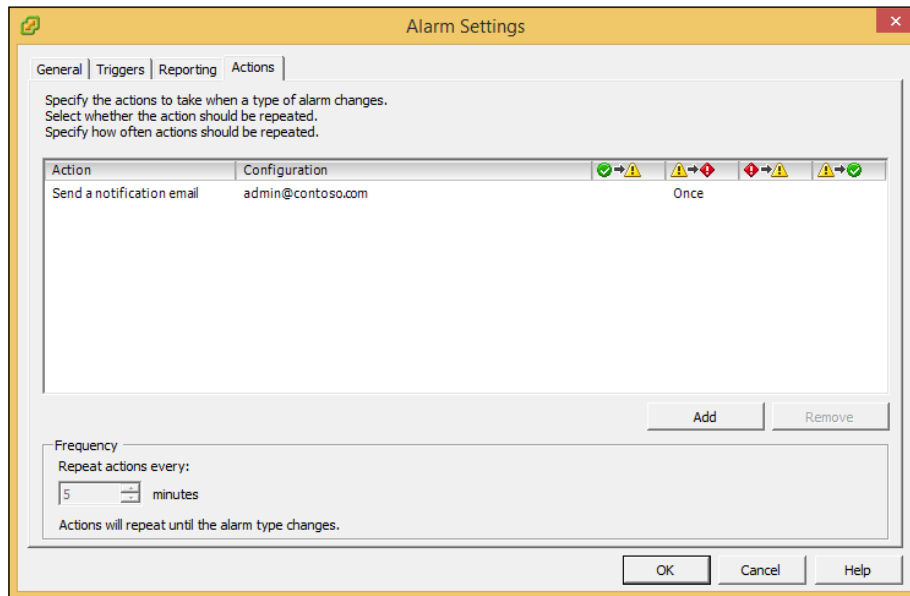 Alarm Settings
General Triggers Reporting Actions
Specify the actions to take when a type of alarm changes.
Select whether the action should be repeated.
Specify how often actions should be repeated.
Action Configuration
Send a notification email admin@contoso.com Once
Add Remove
Frequency
Repeat actions every:
5 minutes
Actions will repeat until the alarm type changes.
OK Cancel Help